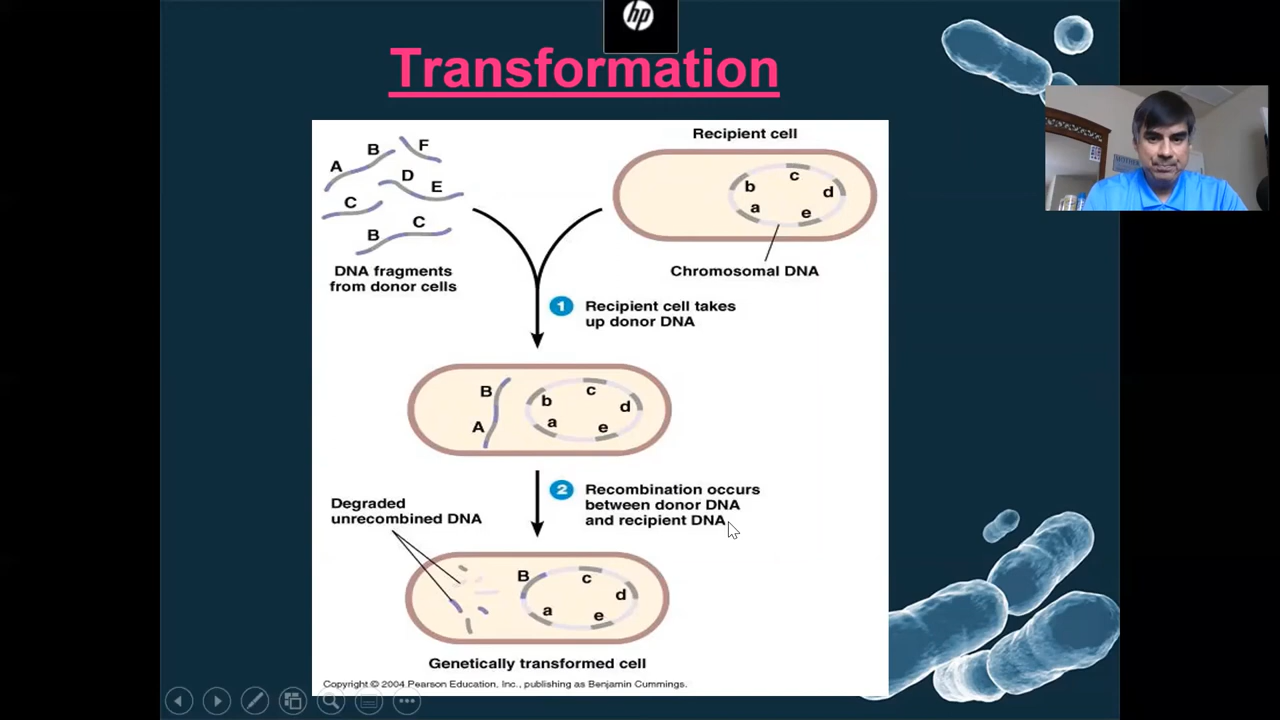 hp
Transformation
A
B
F
D
E
C
B
C
DNA fragments
from donor cells
Recipient cell
b
c
d
a
e
Chromosomal DNA
1
Recipient cell takes
up donor DNA
B
A
b
c
d
a
e
2
Recombination occurs
between donor DNA
and recipient DNA
Degraded
unrecombined DNA
B
c
d
a
e
Genetically transformed cell
Copyright © 2004 Pearson Education, Inc., publishing as Benjamin Cummings.